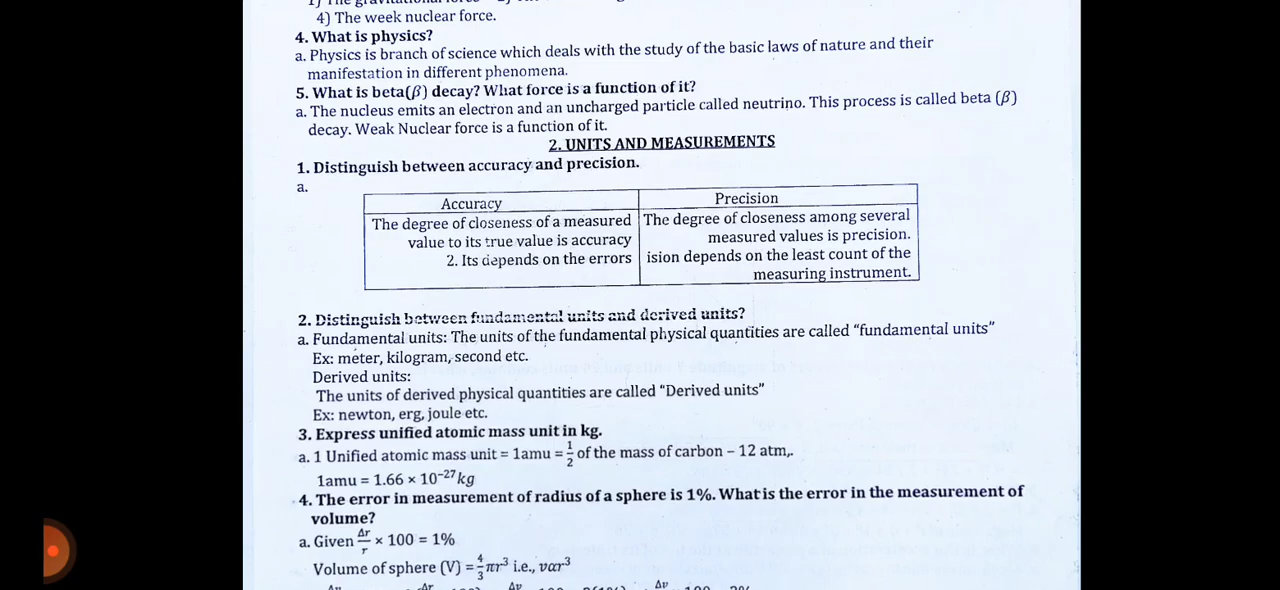 4) The week nuclear force.
4. What is physics?
a. Physics is branch of science which deals with the study of the basic laws of nature and their
manifestation in different phenomena.
5. What is beta(β) decay? What force is a function of it?
a. The nucleus emits an electron and an uncharged particle called neutrino. This process is called beta (β)
decay. Weak Nuclear force is a function of it.
2. UNITS AND MEASUREMENTS
1. Distinguish between accuracy and precision.
a.
Accuracy
The degree of closeness of a measured
value to its true value is accuracy
2. Its depends on the errors
Precision
The degree of closeness among several
measured values is precision.
ision depends on the least count of the
measuring instrument.
2. Distinguish between fundamental units and derived units?
a. Fundamental units: The units of the fundamental physical quantities are called “fundamental units”
Ex: meter, kilogram, second etc.
Derived units:
The units of derived physical quantities are called “Derived units”
Ex: newton, erg, joule etc.
3. Express unified atomic mass unit in kg.
a. 1 Unified atomic mass unit = 1amu = 1/2 of the mass of carbon – 12 atm,.
1amu = 1.66 × 10⁻²⁷kg
4. The error in measurement of radius of a sphere is 1%. What is the error in the measurement of
volume?
a. Given Δr/r × 100 = 1%
Volume of sphere (V) = 4/3 πr³ i.e., vαr³